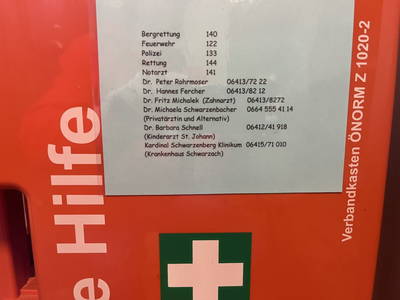 Bergrettung 140
Feuerwehr 122
Polizei 133
Rettung 144
Notarzt 141
Dr. Peter Rohrmoser 06413/72 22
Dr. Hannes Fercher 06413/82 12
Dr. Fritz Michalek (Zahnarzt) 06413/8272
Dr. Michaela Schwarzenbacher 0664 555 41 14
(Privatärztin und Alternativ)
Dr. Barbara Schnell 06412/41 918
(Kinderarzt St. Johann)
Kardinal Schwarzenberg Klinikum 06415/71 010
(Krankenhaus Schwarzach)
e Hilfe
Verbandkasten ÖNORM Z 1020-2